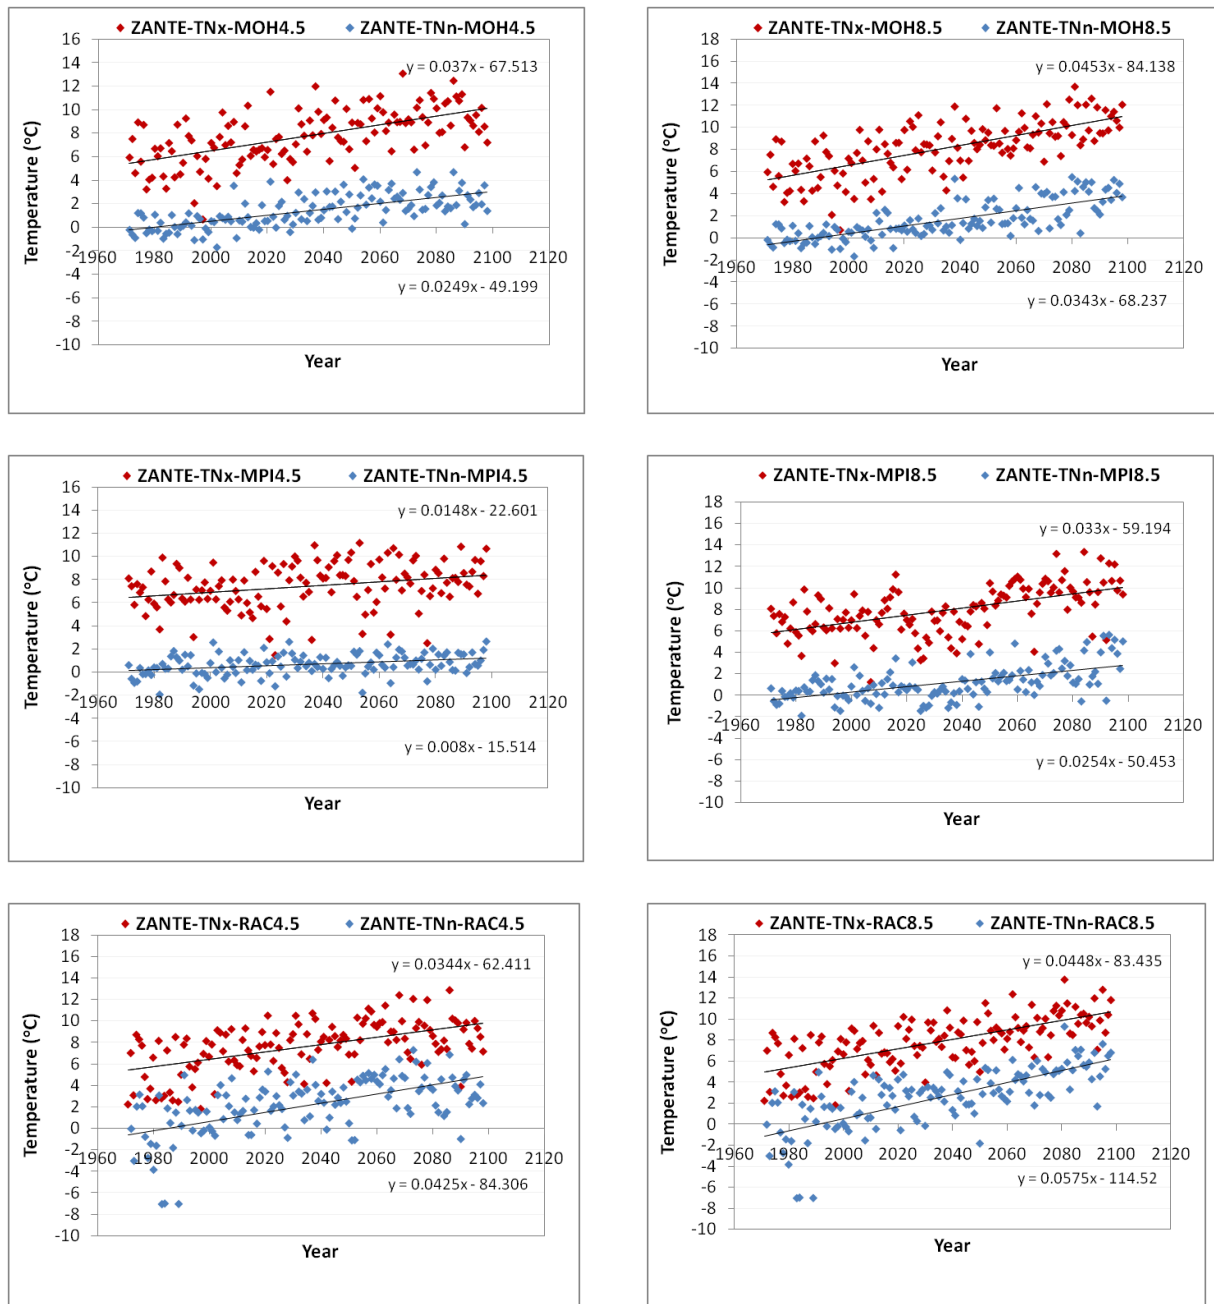 ZANTE-TNx-MOH4.5 ZANTE-TNn-MOH4.5
16
14
12
10
8
6
4
2
0
-2
-4
-6
-8
-10
y = 0.037x - 67.513
y = 0.0249x - 49.199
1960 1980 2000 2020 2040 2060 2080 2100 2120
Temperature (°C)
Year
ZANTE-TNx-MOH8.5 ZANTE-TNn-MOH8.5
18
16
14
12
10
8
6
4
2
0
-2
-4
-6
-8
-10
y = 0.0453x - 84.138
y = 0.0343x - 68.237
1960 1980 2000 2020 2040 2060 2080 2100 2120
Temperature (°C)
Year
ZANTE-TNx-MPI4.5 ZANTE-TNn-MPI4.5
16
14
12
10
8
6
4
2
0
-2
-4
-6
-8
-10
y = 0.0148x - 22.601
y = 0.008x - 15.514
1960 1980 2000 2020 2040 2060 2080 2100 2120
Temperature (°C)
Year
ZANTE-TNx-MPI8.5 ZANTE-TNn-MPI8.5
18
16
14
12
10
8
6
4
2
0
-2
-4
-6
-8
-10
y = 0.033x - 59.194
y = 0.0254x - 50.453
1960 1980 2000 2020 2040 2060 2080 2100 2120
Temperature (°C)
Year
ZANTE-TNx-RAC4.5 ZANTE-TNn-RAC4.5
18
16
14
12
10
8
6
4
2
0
-2
-4
-6
-8
-10
y = 0.0344x - 62.411
y = 0.0425x - 84.306
1960 1980 2000 2020 2040 2060 2080 2100 2120
Temperature (°C)
Year
ZANTE-TNx-RAC8.5 ZANTE-TNn-RAC8.5
18
16
14
12
10
8
6
4
2
0
-2
-4
-6
-8
-10
y = 0.0448x - 83.435
y = 0.0575x - 114.52
1960 1980 2000 2020 2040 2060 2080 2100 2120
Temperature (°C)
Year